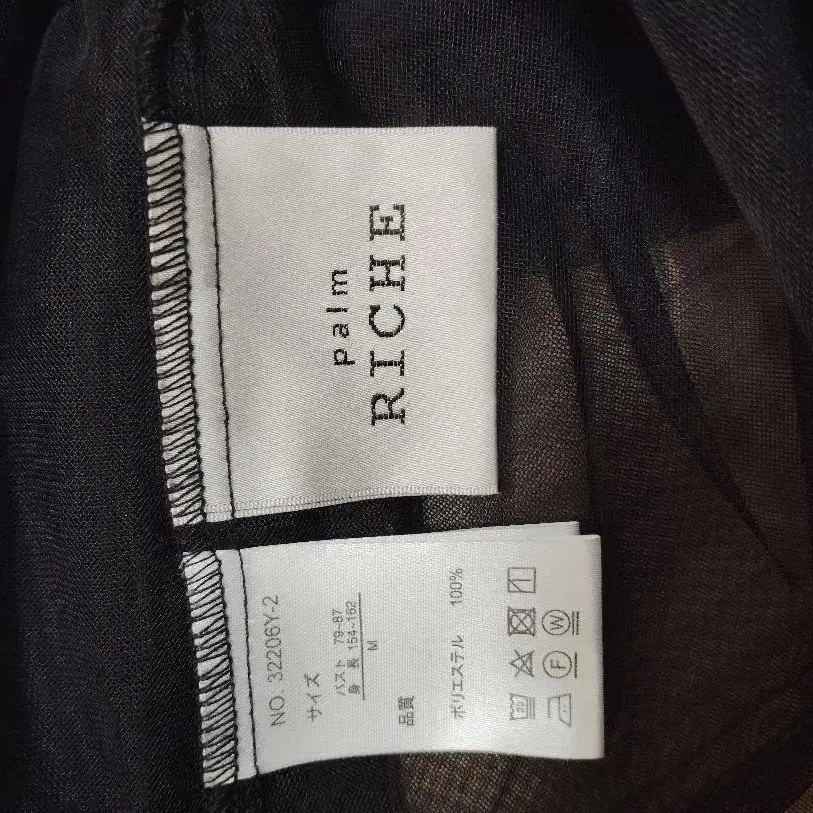 palm
RICHE
NO. 32206Y-2
サイズ
バスト 79~87
身 長 154~162
M
品質
ポリエステル 100%
30
F W